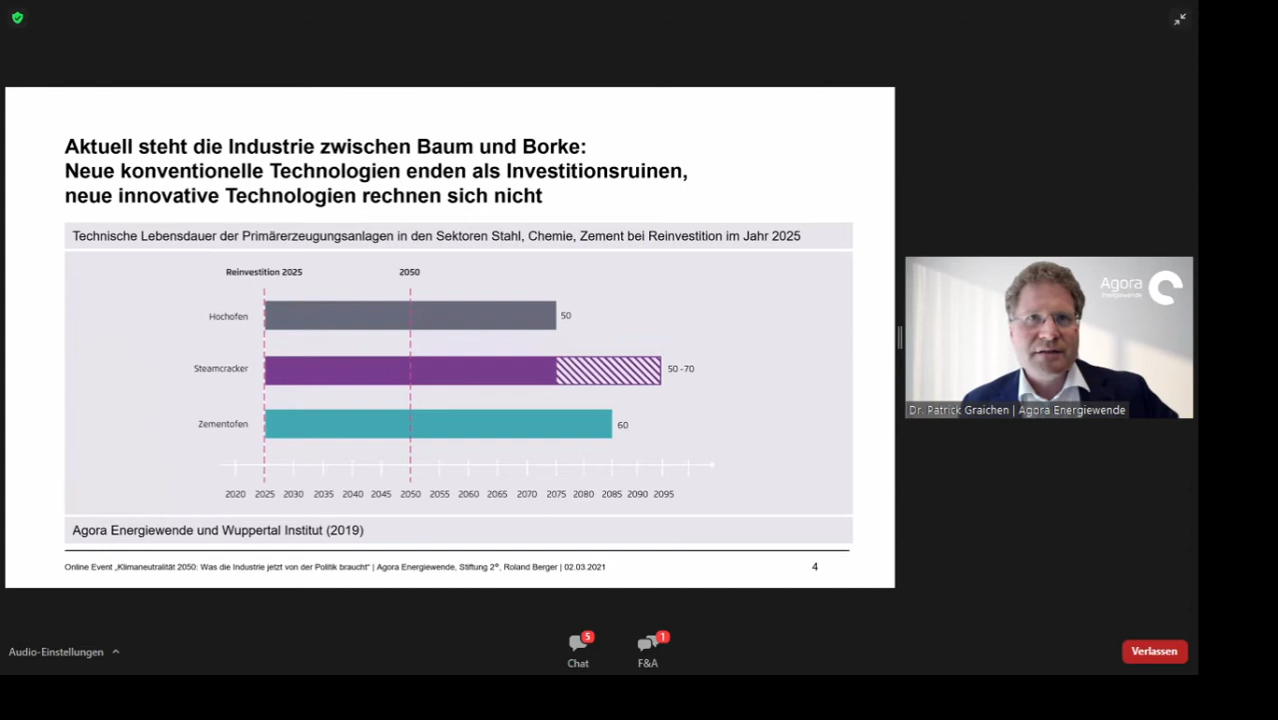 Aktuell steht die Industrie zwischen Baum und Borke:
Neue konventionelle Technologien enden als Investitionsruinen,
neue innovative Technologien rechnen sich nicht
Technische Lebensdauer der Primärerzeugungsanlagen in den Sektoren Stahl, Chemie, Zement bei Reinvestition im Jahr 2025
Reinvestition 2025 2050
Hochofen 50
Steamcracker 50 -70
Zementofen 60
2020 2025 2030 2035 2040 2045 2050 2055 2060 2065 2070 2075 2080 2085 2090 2095
Agora Energiewende und Wuppertal Institut (2019)
Online Event „Klimaneutralität 2050: Was die Industrie jetzt von der Politik braucht“ | Agora Energiewende, Stiftung 2°, Roland Berger | 02.03.2021 4
Agora
Energiewende
Dr. Patrick Graichen | Agora Energiewende
Audio-Einstellungen
5
Chat
1
F&A
Verlassen